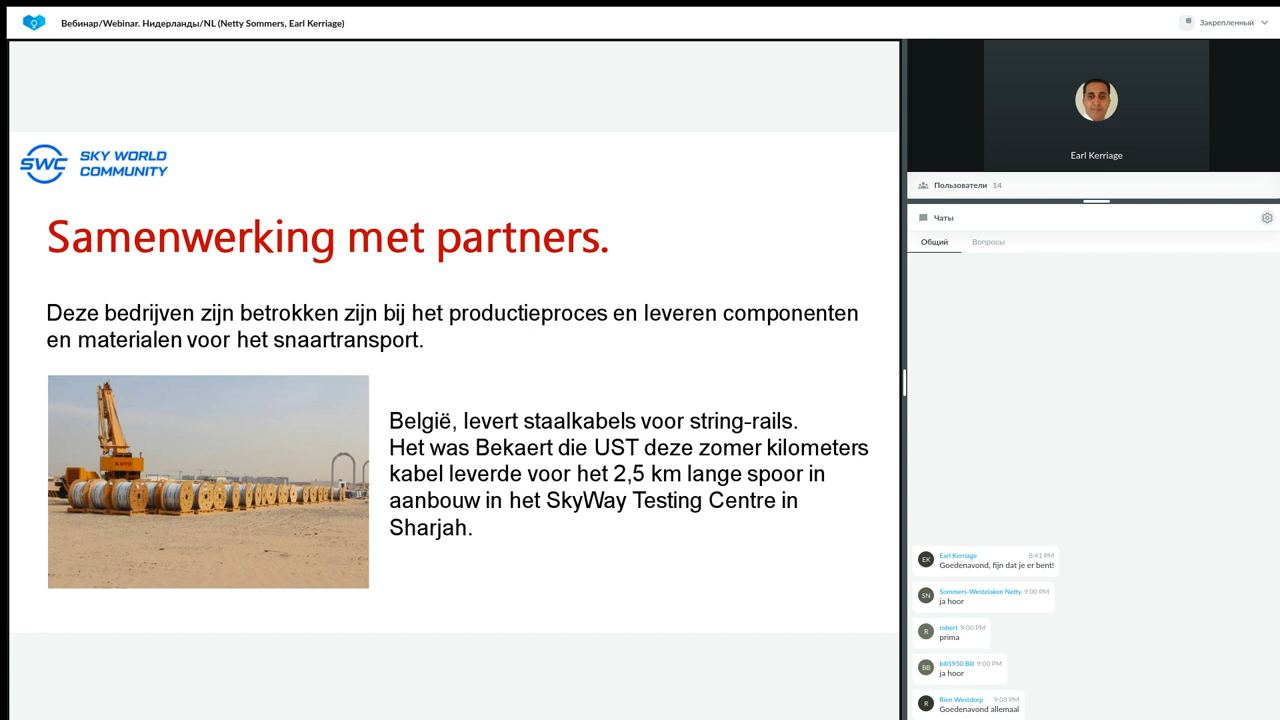 Вебинар/Webinar. Нидерланды/NL (Netty Sommers, Earl Kerriage)
Закрепленный
SWC
SKY WORLD
COMMUNITY
Samenwerking met partners.
Deze bedrijven zijn betrokken zijn bij het productieproces en leveren componenten
en materialen voor het snaartransport.
KATO
België, levert staalkabels voor string-rails.
Het was Bekaert die UST deze zomer kilometers
kabel leverde voor het 2,5 km lange spoor in
aanbouw in het SkyWay Testing Centre in
Sharjah.
Earl Kerriage
Пользователи 14
Чаты
Общий Вопросы
EK Earl Kerriage 8:41 PM
Goedenavond, fijn dat je er bent!
SN Sommers-Westelaken Netty 9:00 PM
ja hoor
R robert 9:00 PM
prima
BB bill1950 Bill 9:00 PM
ja hoor
R Rien Westdorp 9:03 PM
Goedenavond allemaal